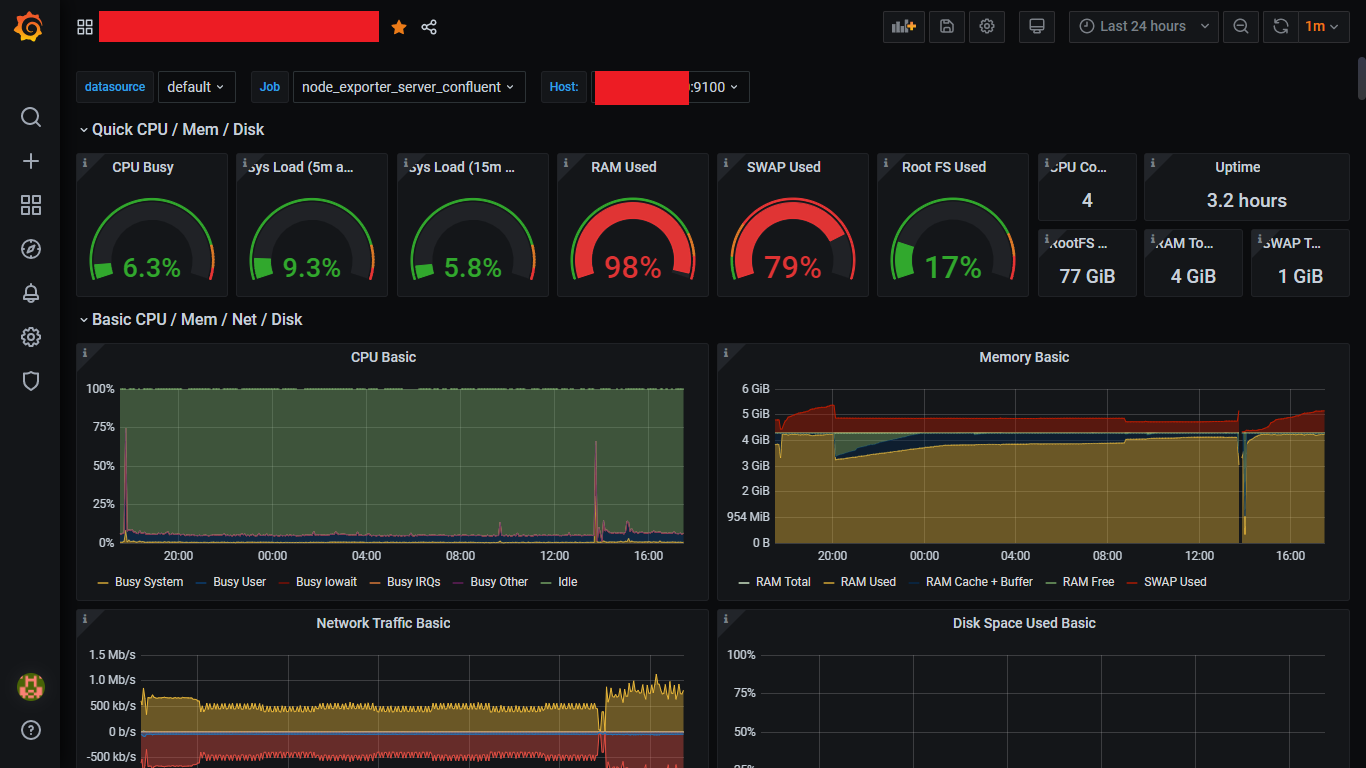 Last 24 hours 1m
datasource default Job node_exporter_server_confluent Host: :9100
Quick CPU / Mem / Disk
CPU Busy
6.3%
Sys Load (5m a...
9.3%
Sys Load (15m ...
5.8%
RAM Used
98%
SWAP Used
79%
Root FS Used
17%
CPU Co...
4
Uptime
3.2 hours
RootFS ...
77 GiB
RAM To...
4 GiB
SWAP T...
1 GiB
Basic CPU / Mem / Net / Disk
CPU Basic
100%
75%
50%
25%
0%
20:00 00:00 04:00 08:00 12:00 16:00
Busy System Busy User Busy Iowait Busy IRQs Busy Other Idle
Memory Basic
6 GiB
5 GiB
4 GiB
3 GiB
2 GiB
954 MiB
0 B
20:00 00:00 04:00 08:00 12:00 16:00
RAM Total RAM Used RAM Cache + Buffer RAM Free SWAP Used
Network Traffic Basic
1.5 Mb/s
1.0 Mb/s
500 kb/s
0 b/s
-500 kb/s
Disk Space Used Basic
100%
75%
50%
25%